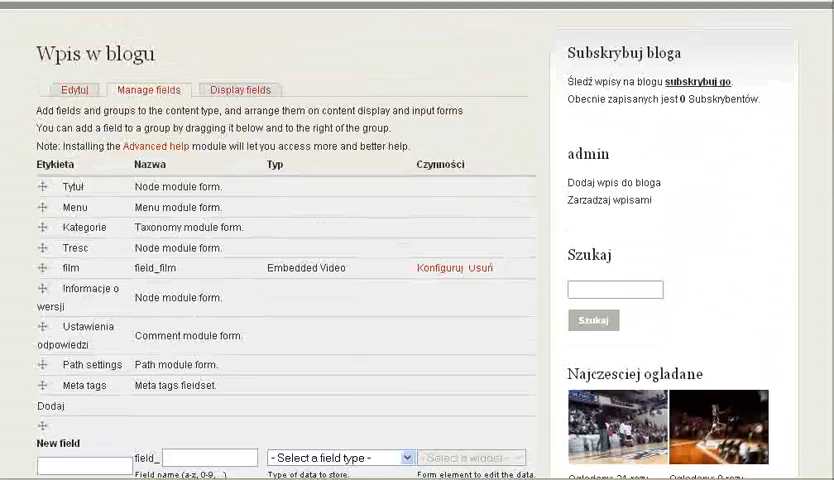 Wpis w blogu
Edytuj Manage fields Display fields
Add fields and groups to the content type, and arrange them on content display and input forms
You can add a field to a group by dragging it below and to the right of the group.
Note: Installing the Advanced help module will let you access more and better help.
Etykieta Nazwa Typ Czynności
Tytuł Node module form.
Menu Menu module form.
Kategorie Taxonomy module form.
Tresc Node module form.
film field_film Embedded Video Konfiguruj Usuń
Informacje o
wersji Node module form.
Ustawienia
odpowiedzi Comment module form.
Path settings Path module form.
Meta tags Meta tags fieldset.
Dodaj
New field
field_ - Select a field type - - Select a widget -
Field name (a-z, 0-9, Type of data to store. Form element to edit the data.
Subskrybuj bloga
Śledź wpisy na blogu subskrybuj go.
Obecnie zapisanych jest 0 Subskrybentów.
admin
Dodaj wpis do bloga
Zarzadzaj wpisami
Szukaj
Szukaj
Najczesciej ogladane